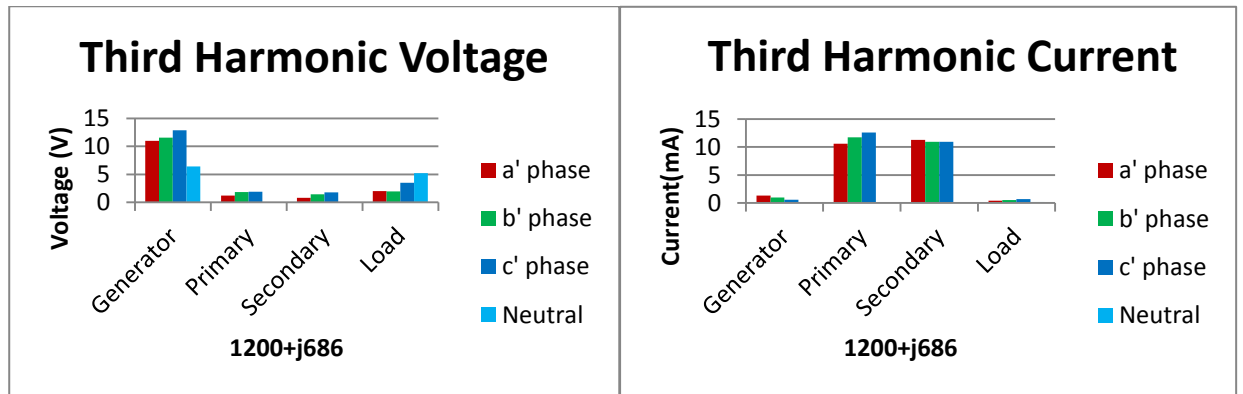 Third Harmonic Voltage
Voltage (V)
15
10
5
0
Generator
Primary
Secondary
Load
1200+j686
a' phase
b' phase
c' phase
Neutral
Third Harmonic Current
Current(mA)
15
10
5
0
Generator
Primary
Secondary
Load
1200+j686
a' phase
b' phase
c' phase
Neutral